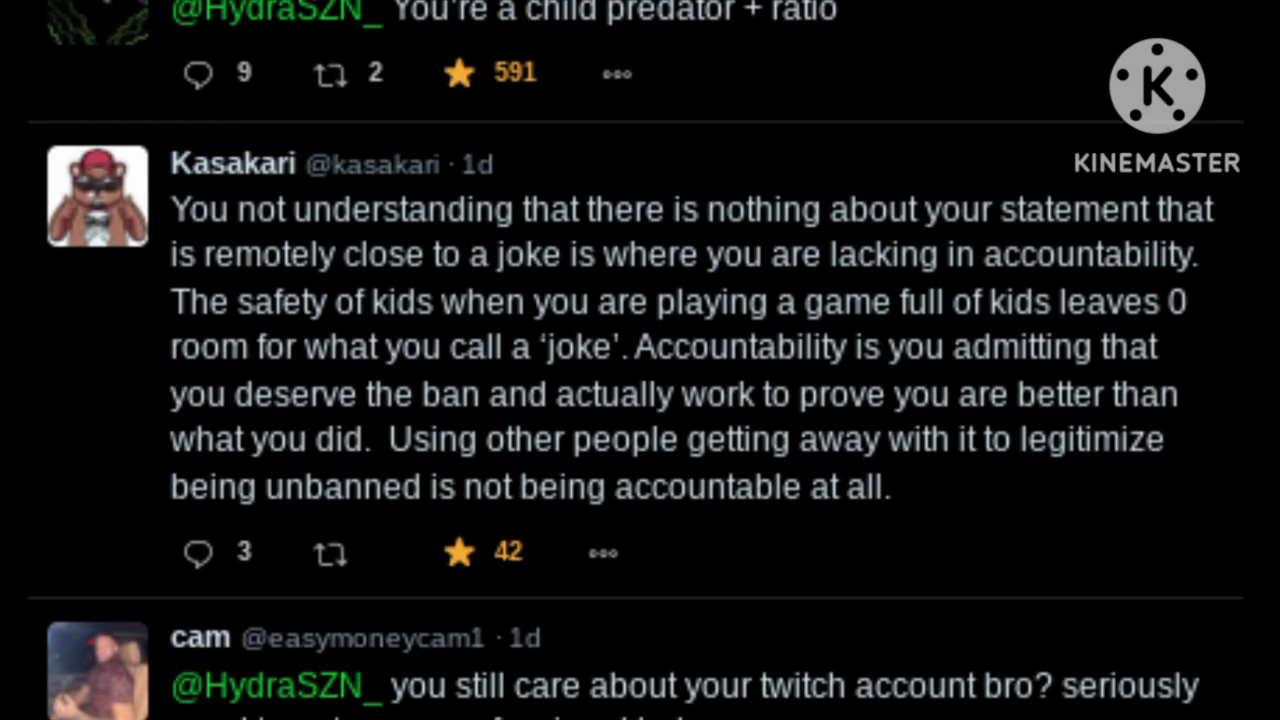 @HydraSZN_ You're a child predator + ratio
9 2 591
KINEMASTER
Kasakari @kasakari · 1d
You not understanding that there is nothing about your statement that
is remotely close to a joke is where you are lacking in accountability.
The safety of kids when you are playing a game full of kids leaves 0
room for what you call a ‘joke’. Accountability is you admitting that
you deserve the ban and actually work to prove you are better than
what you did.  Using other people getting away with it to legitimize
being unbanned is not being accountable at all.
3 42
cam @easymoneycam1 · 1d
@HydraSZN_ you still care about your twitch account bro? seriously